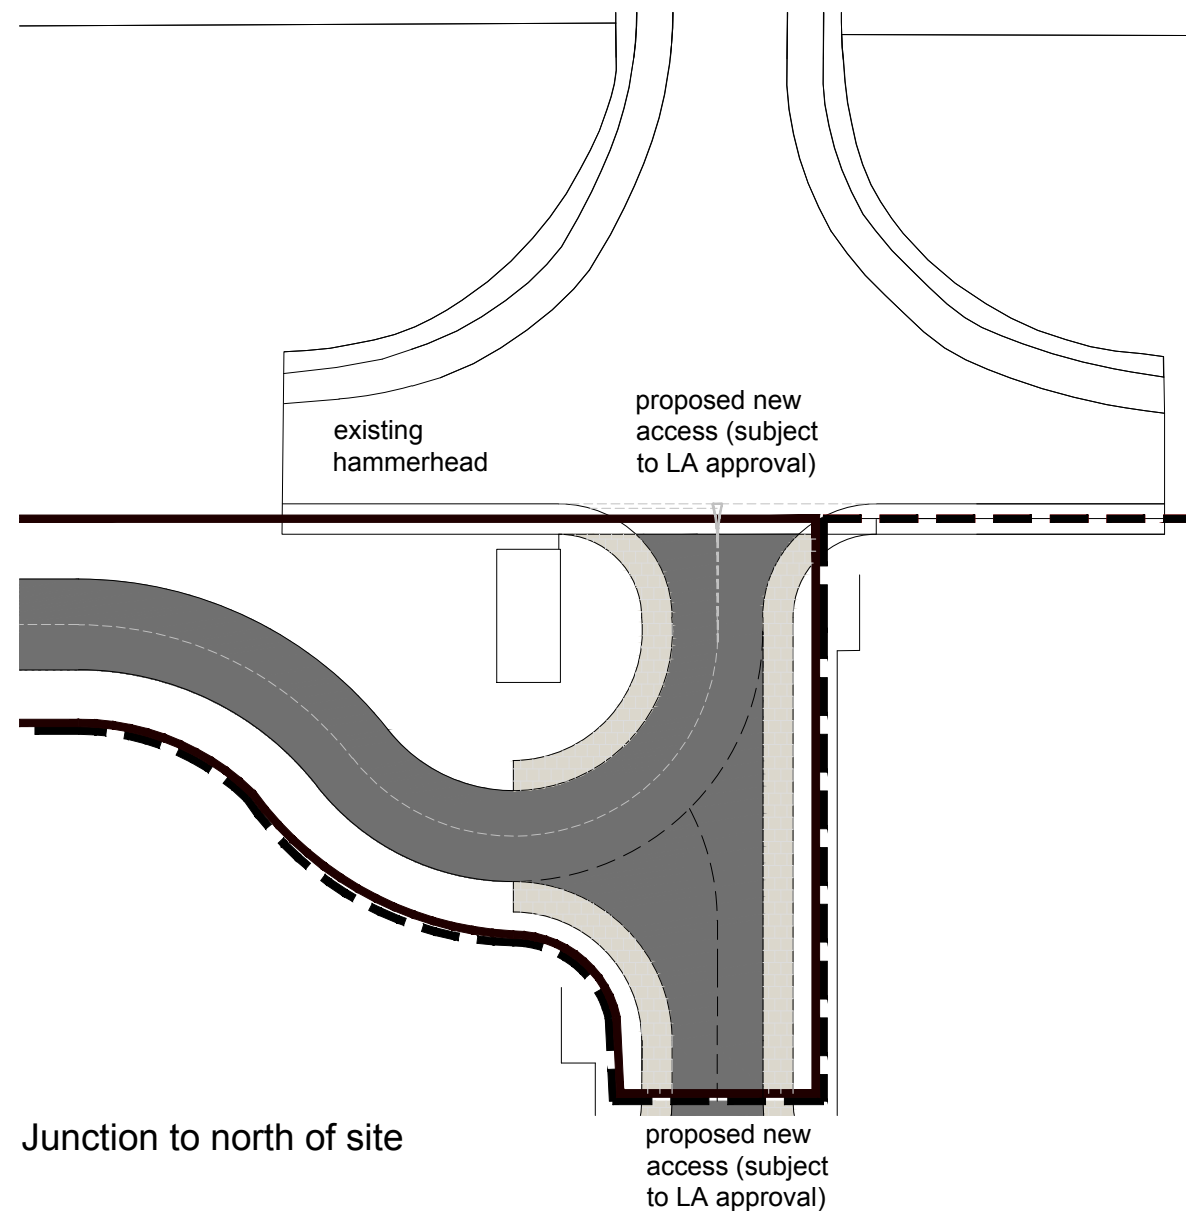 existing
hammerhead
proposed new
access (subject
to LA approval)
Junction to north of site
proposed new
access (subject
to LA approval)